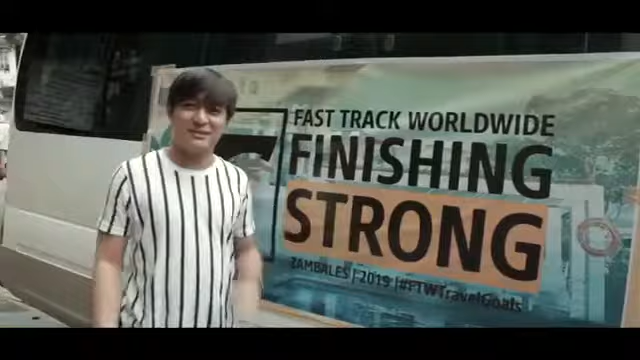 FAST TRACK WORLDWIDE
FINISHING
STRONG
ZAMBALES | 2019 | #FTWTravelGoals